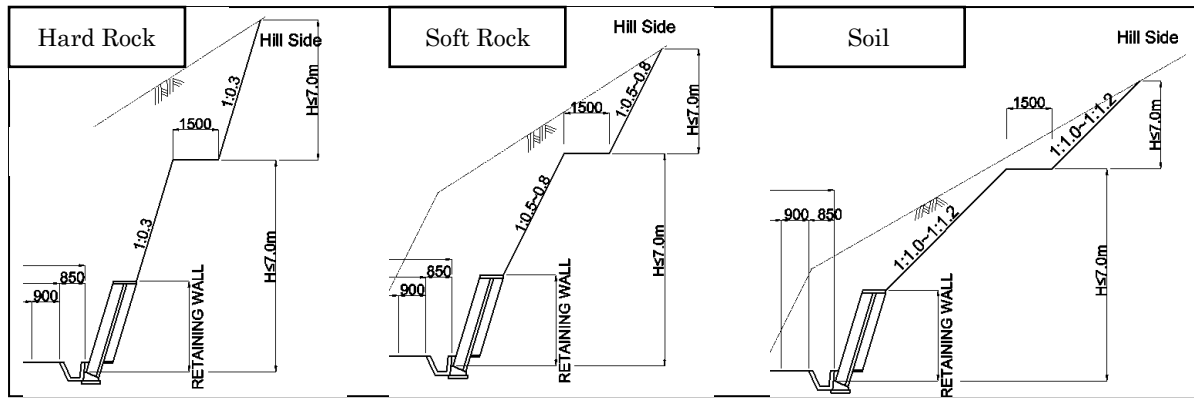 Hard Rock
Hill Side
1:0.3
H≤7.0m
1500
1:0.3
H≤7.0m
850
900
RETAINING WALL
Soft Rock
Hill Side
1:0.5~0.8
H≤7.0m
1500
1:0.5~0.8
H≤7.0m
850
900
RETAINING WALL
Soil
Hill Side
1500
1:1.0~1:1.2
H≤7.0m
900 850
1:1.0~1:1.2
H≤7.0m
RETAINING WALL